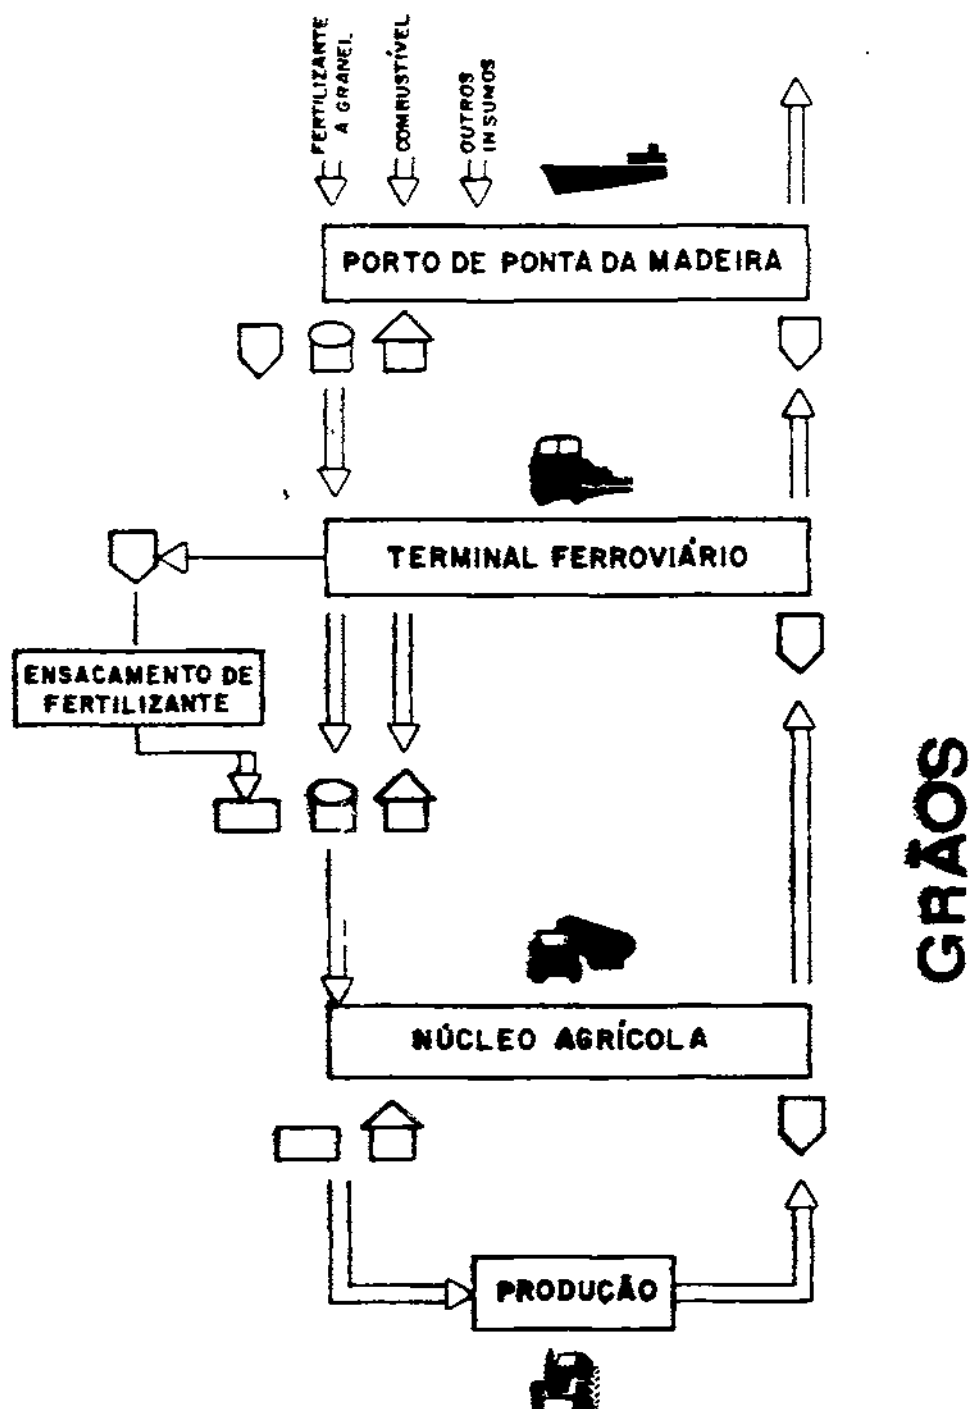 FERTILIZANTE
A GRANEL
COMBUSTÍVEL
OUTROS
INSUMOS
PORTO DE PONTA DA MADEIRA
TERMINAL FERROVIÁRIO
ENSACAMENTO DE
FERTILIZANTE
GRÃOS
NÚCLEO AGRÍCOLA
PRODUÇÃO